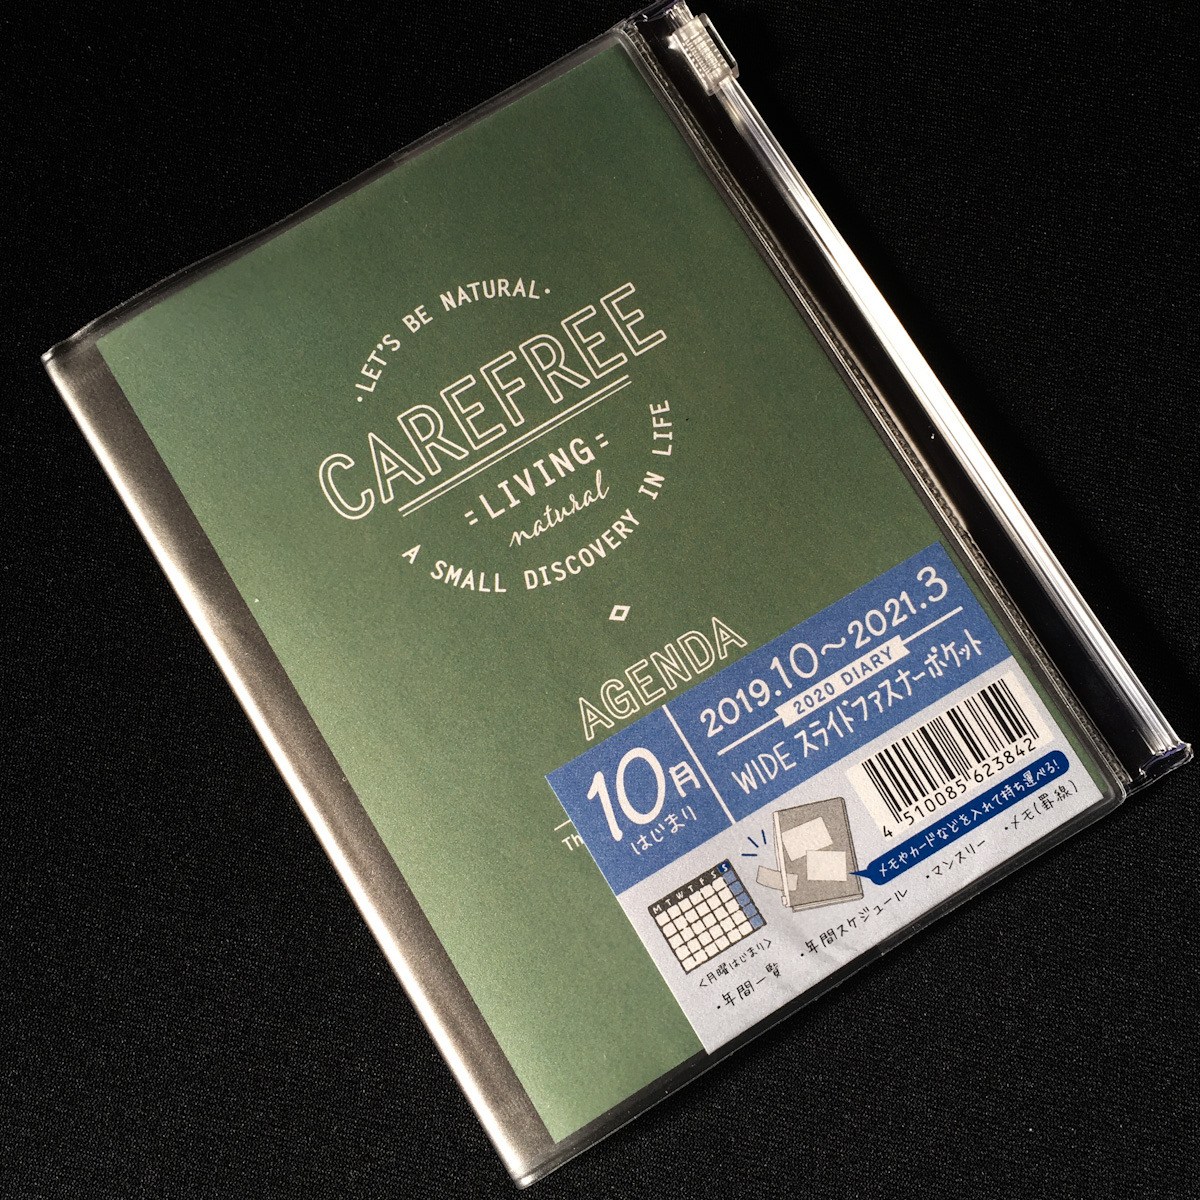 ·LET'S BE NATURAL·
CAREFREE
=LIVING=
natural
A SMALL DISCOVERY IN LIFE
AGENDA
10月
はじまり
2019.10〜2021.3
2020 DIARY
WIDE スライドファスナーポケット
4 510085 623842
メモやカードなどを入れて持ち運べる!
M T W T F S S
<月曜はじまり>
・年間一覧 ・年間スケジュール ・マンスリー ・メモ(罫線)